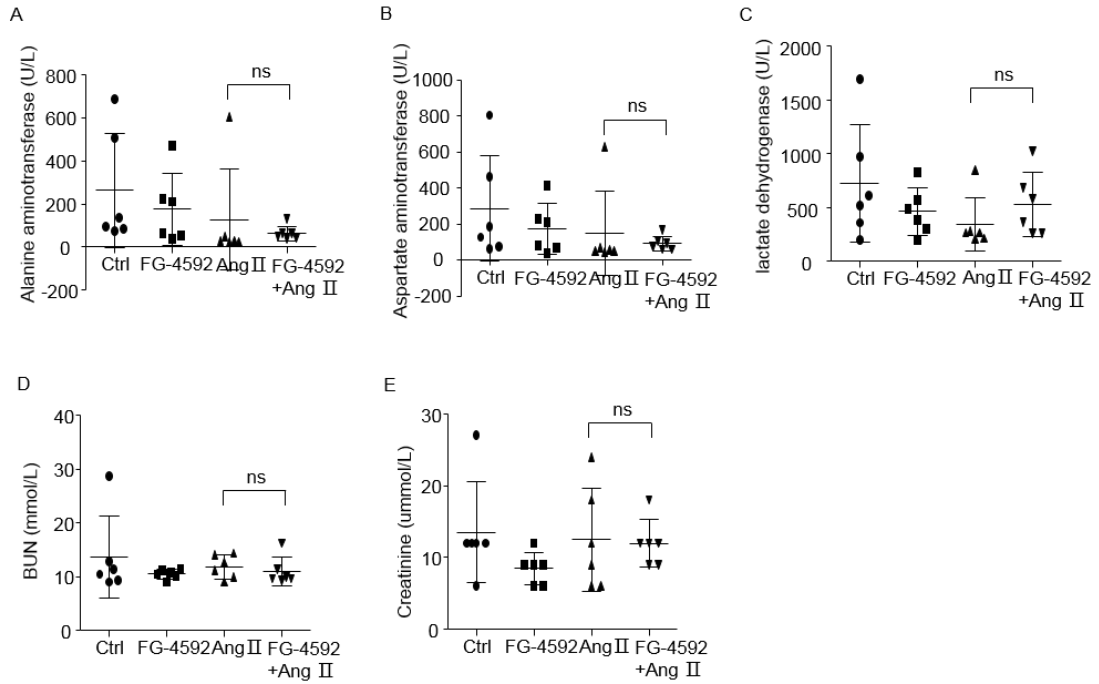 A
Alanine aminotransferase (U/L)
800
600
400
200
0
-200
ns
Ctrl
FG-4592
Ang Ⅱ
FG-4592
+Ang Ⅱ
B
Aspartate aminotransferase (U/L)
1000
800
600
400
200
0
-200
ns
Ctrl
FG-4592
Ang Ⅱ
FG-4592
+Ang Ⅱ
C
lactate dehydrogenase (U/L)
2000
1500
1000
500
0
ns
Ctrl
FG-4592
Ang Ⅱ
FG-4592
+Ang Ⅱ
D
BUN (mmol/L)
40
30
20
10
0
ns
Ctrl
FG-4592
Ang Ⅱ
FG-4592
+Ang Ⅱ
E
Creatinine (ummol/L)
30
20
10
0
ns
Ctrl
FG-4592
Ang Ⅱ
FG-4592
+Ang Ⅱ